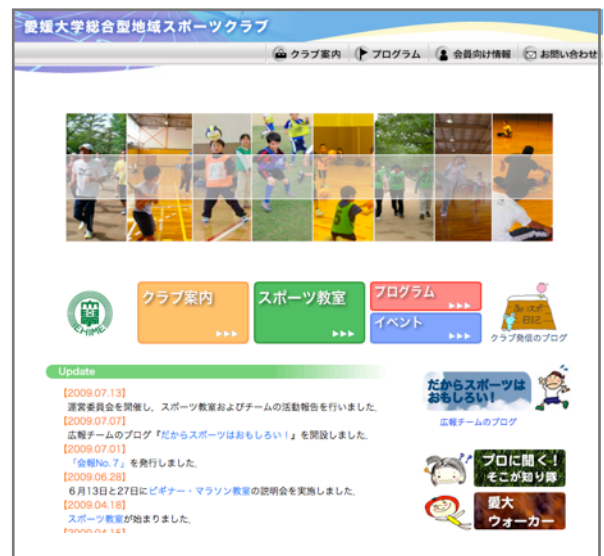 愛媛大学総合型地域スポーツクラブ
クラブ案内 プログラム 会員向け情報 お問い合わせ
クラブ案内
スポーツ教室
プログラム
イベント
EHIME
クラブ発信のブログ
Update
【2009.07.13】
運営委員会を開催し、スポーツ教室およびチームの活動報告を行いました。
【2009.07.07】
広報チームのブログ『だからスポーツはおもしろい!』を開設しました。
【2009.07.01】
「会報No.7」を発行しました。
【2009.06.28】
6月13日と27日にビギナー・マラソン教室の説明会を実施しました。
【2009.04.18】
スポーツ教室が始まりました。
だからスポーツは
おもしろい!
広報チームのブログ
プロに聞く!
そこが知り隊
愛大
ウォーカー